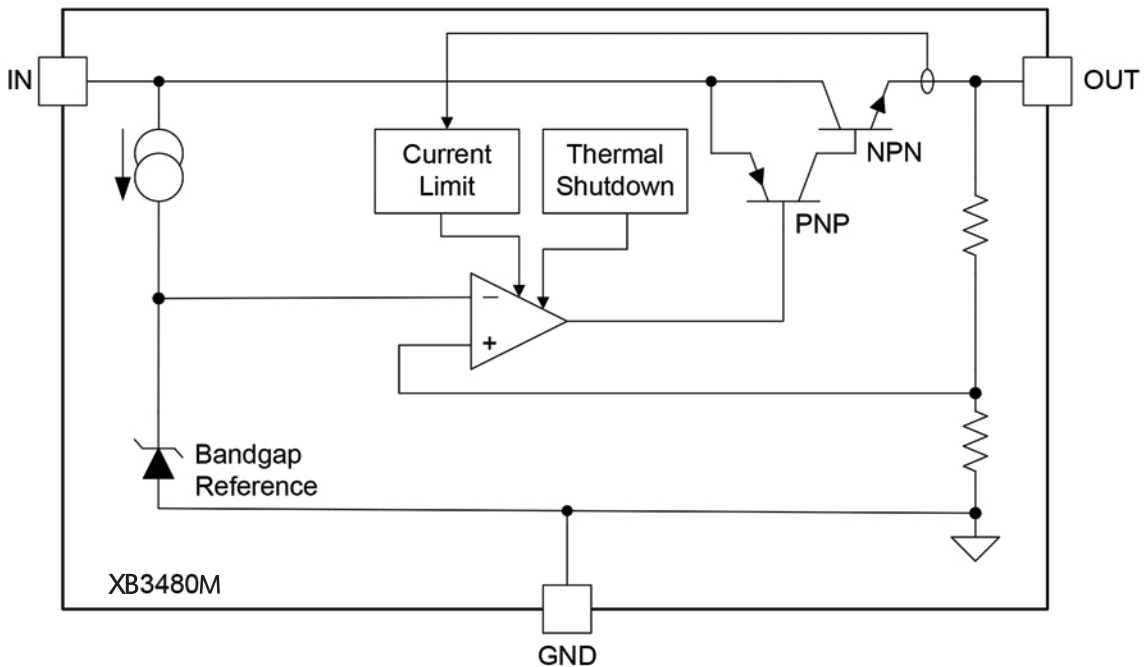 IN
OUT
Current
Limit
Thermal
Shutdown
NPN
PNP
−
+
Bandgap
Reference
XB3480M
GND